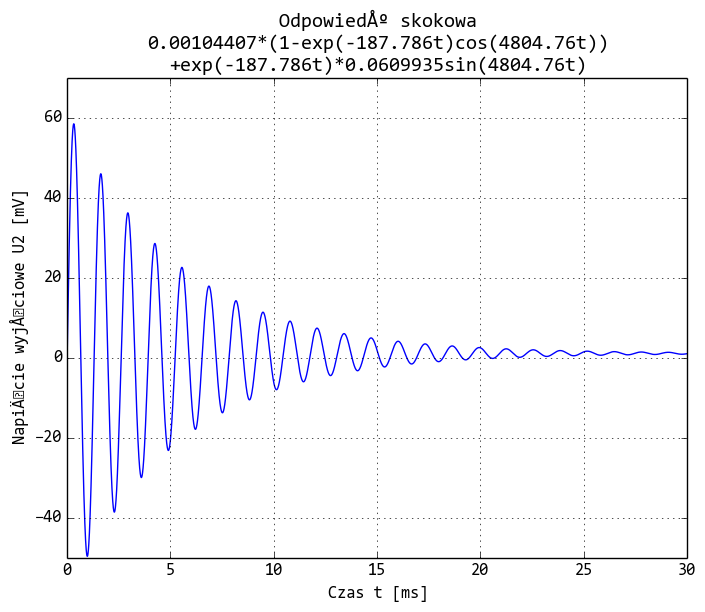 OdpowiedÅº skokowa
0.00104407*(1-exp(-187.786t)cos(4804.76t))
+exp(-187.786t)*0.0609935sin(4804.76t)
60
40
20
0
−20
−40
NapiÄcie wyjÅciowe U2 [mV]
0 5 10 15 20 25 30
Czas t [ms]